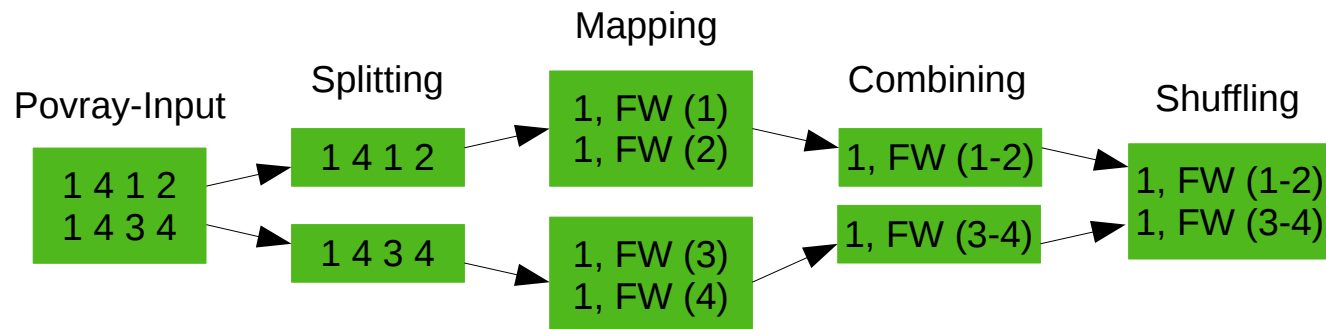 Povray-Input
1 4 1 2
1 4 3 4
Splitting
1 4 1 2
1 4 3 4
Mapping
1, FW (1)
1, FW (2)
1, FW (3)
1, FW (4)
Combining
1, FW (1-2)
1, FW (3-4)
Shuffling
1, FW (1-2)
1, FW (3-4)